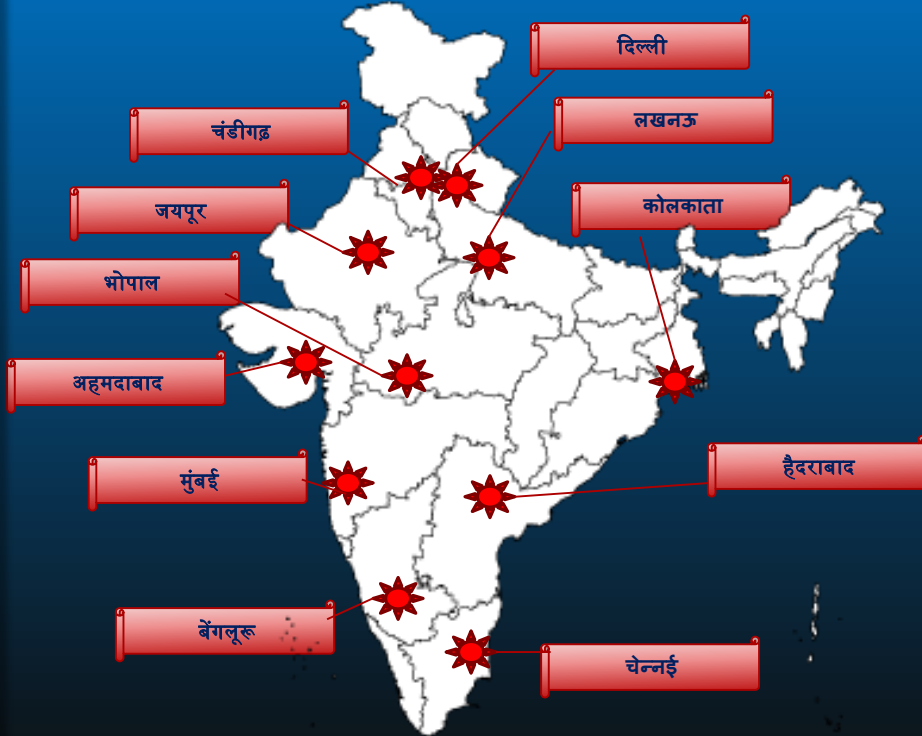 दिल्ली
लखनऊ
चंडीगढ़
जयपूर
कोलकाता
भोपाल
अहमदाबाद
मुंबई
हैदराबाद
बेंगलूरू
चेन्नई